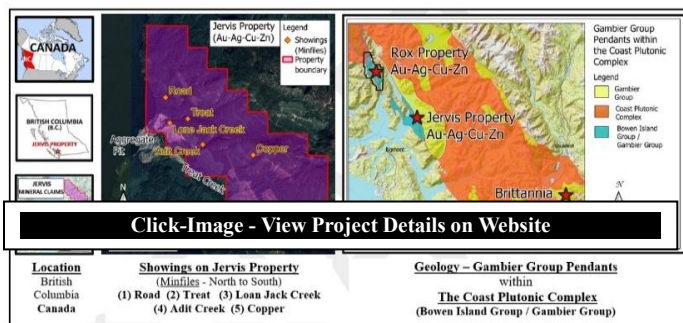 CANADA
BRITISH COLUMBIA
(B.C.)
JERVIS PROPERTY
JERVIS
MINERAL CLAIMS
Jervis Property
(Au-Ag-Cu-Zn)
Legend
Showings
(Minfiles)
Property
boundary
Road
Treat
Lone Jack Creek
Aggregate
Pit
Adit Creek
Copper
Treat Creek
N
Rox Property
Au-Ag-Cu-Zn
Jervis Property
Au-Ag-Cu-Zn
Egmont
Brittannia
Gambier Group
Pendants within
the Coast Plutonic
Complex
Legend
Gambier
Group
Coast Plutonic
Complex
Bowen Island
Group /
Gambier Group
N
Click-Image - View Project Details on Website
Location
British
Columbia
Canada
Showings on Jervis Property
(Minfiles - North to South)
(1) Road (2) Treat (3) Loan Jack Creek
(4) Adit Creek (5) Copper
Geology – Gambier Group Pendants
within
The Coast Plutonic Complex
(Bowen Island Group / Gambier Group)